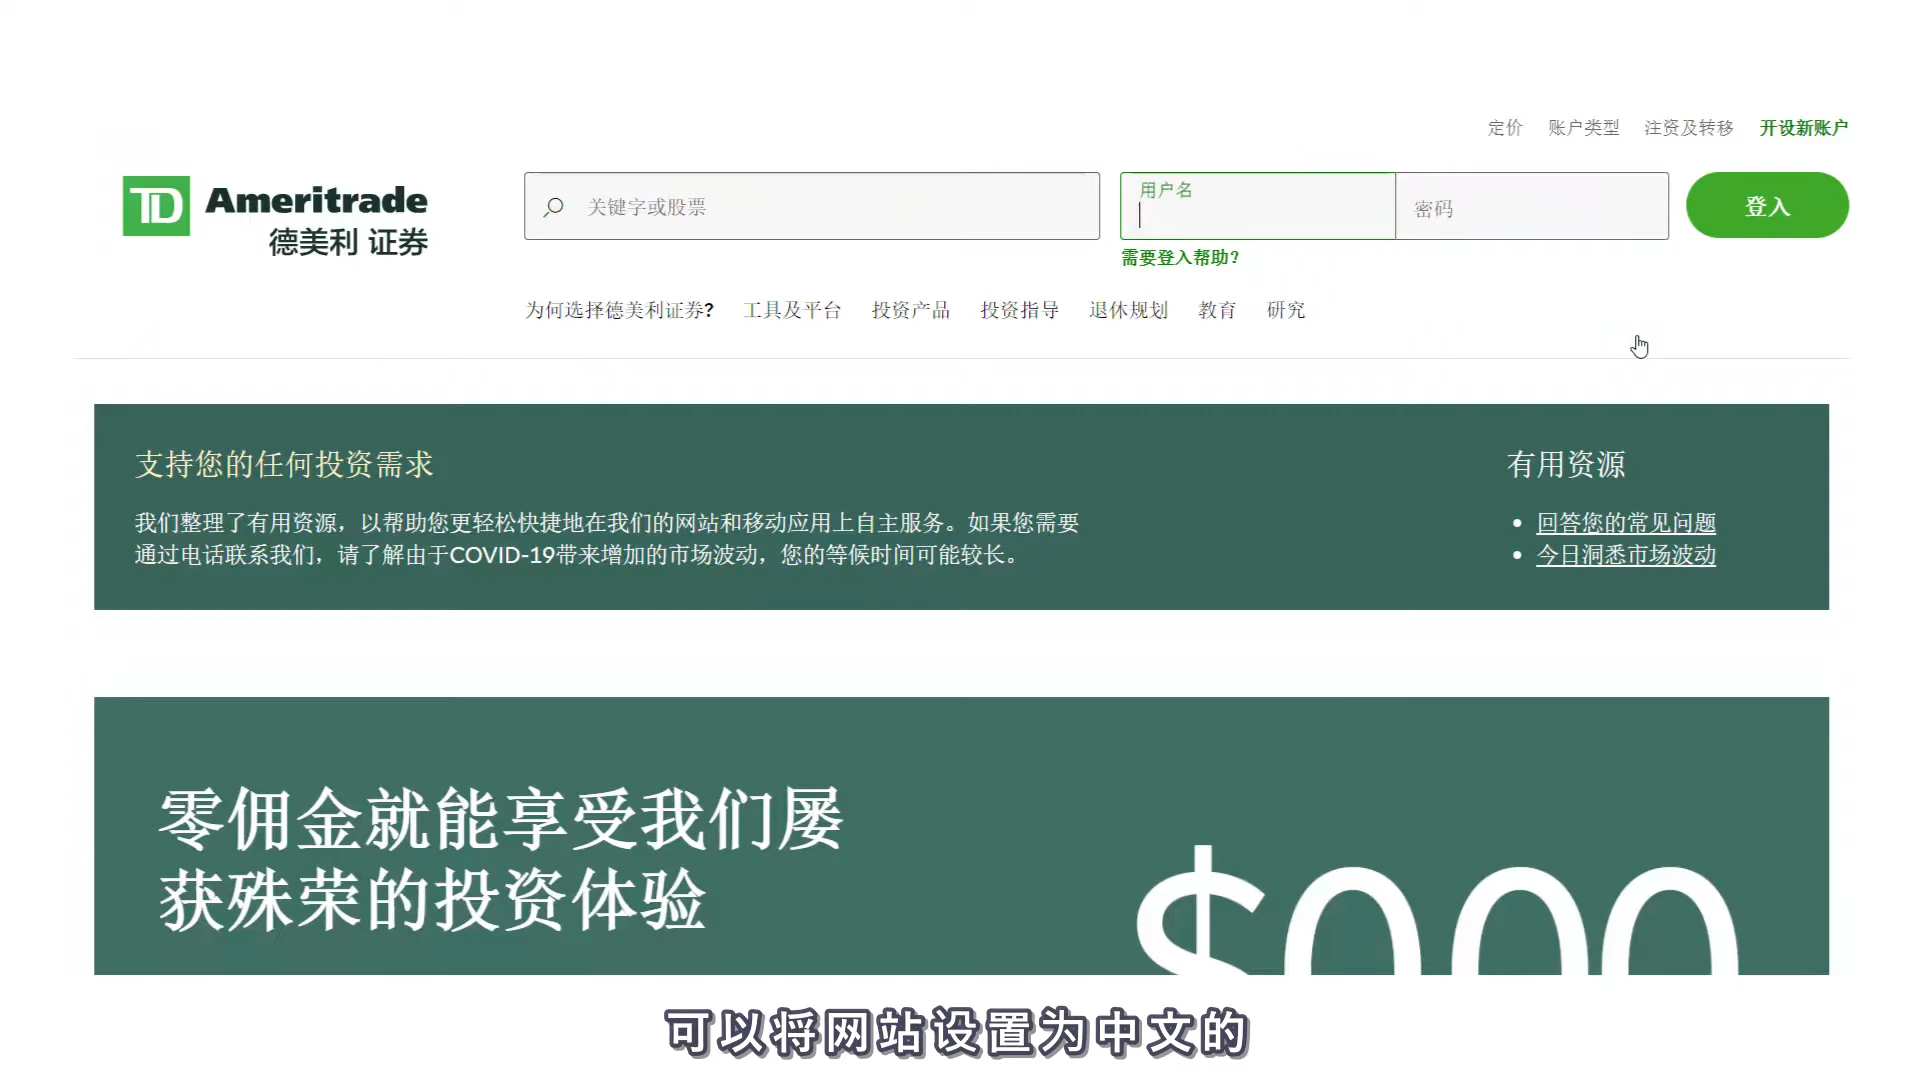 定价 账户类型 注资及转移 开设新账户
TD Ameritrade
德美利 证券
关键字或股票
用户名
密码
登入
需要登入帮助?
为何选择德美利证券? 工具及平台 投资产品 投资指导 退休规划 教育 研究
支持您的任何投资需求
我们整理了有用资源，以帮助您更轻松快捷地在我们的网站和移动应用上自主服务。如果您需要
通过电话联系我们，请了解由于COVID-19带来增加的市场波动，您的等候时间可能较长。
有用资源
• 回答您的常见问题
• 今日洞悉市场波动
零佣金就能享受我们屡
获殊荣的投资体验
$000
可以将网站设置为中文的